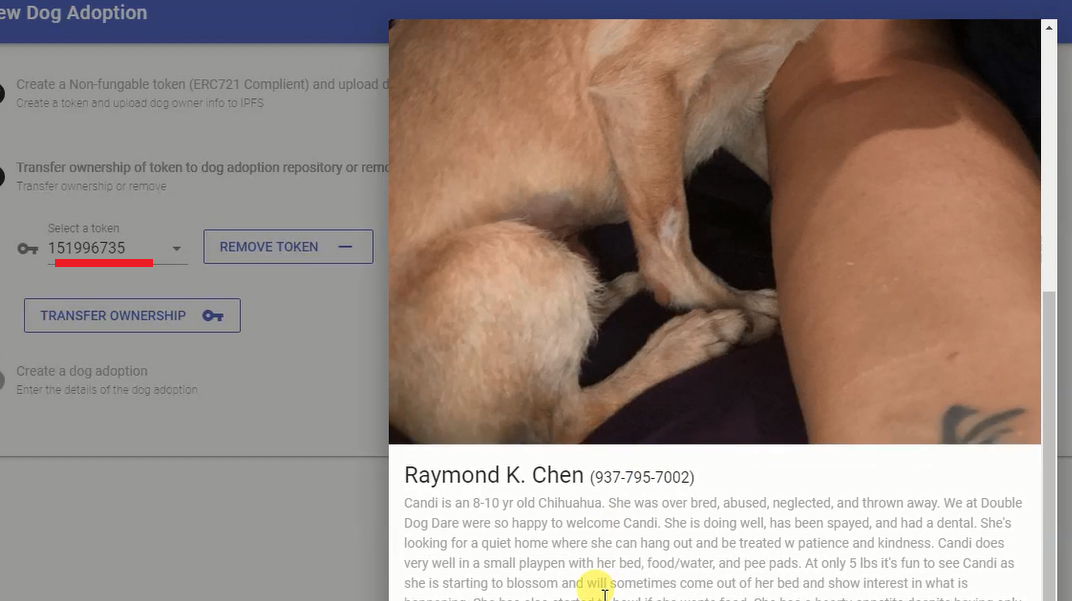 ew Dog Adoption
Create a Non-fungable token (ERC721 Complient) and upload d
Create a token and upload dog owner info to IPFS
Transfer ownership of token to dog adoption repository or remo
Transfer ownership or remove
Select a token
151996735
REMOVE TOKEN
TRANSFER OWNERSHIP
Create a dog adoption
Enter the details of the dog adoption
Raymond K. Chen (937-795-7002)
Candi is an 8-10 yr old Chihuahua. She was over bred, abused, neglected, and thrown away. We at Double
Dog Dare were so happy to welcome Candi. She is doing well, has been spayed, and had a dental. She's
looking for a quiet home where she can hang out and be treated w patience and kindness. Candi does
very well in a small playpen with her bed, food/water, and pee pads. At only 5 lbs it's fun to see Candi as
she is starting to blossom and will sometimes come out of her bed and show interest in what is